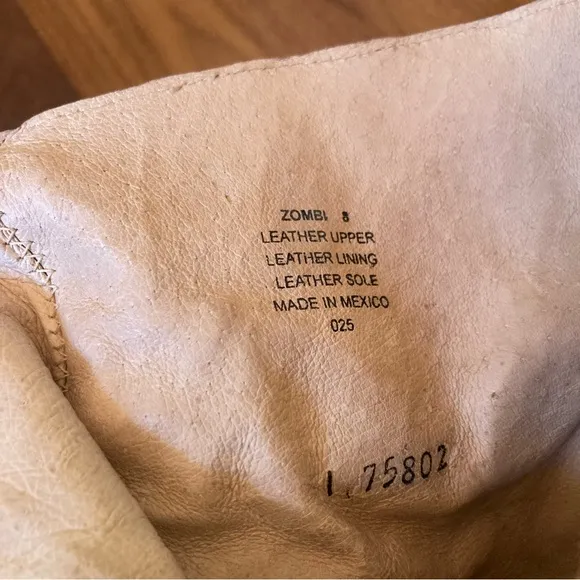 ZOMBI 8
LEATHER UPPER
LEATHER LINING
LEATHER SOLE
MADE IN MEXICO
025
1 75802